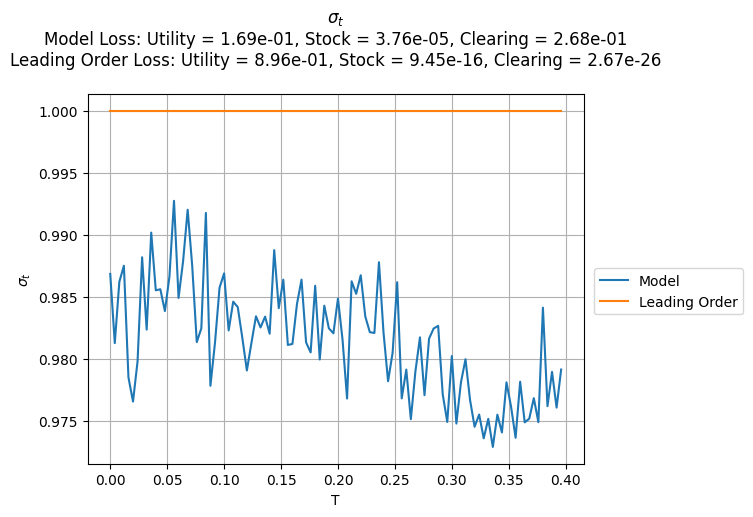 σ_t
Model Loss: Utility = 1.69e-01, Stock = 3.76e-05, Clearing = 2.68e-01
Leading Order Loss: Utility = 8.96e-01, Stock = 9.45e-16, Clearing = 2.67e-26
1.000
0.995
0.990
0.985
0.980
0.975
σ_t
0.00 0.05 0.10 0.15 0.20 0.25 0.30 0.35 0.40
T
Model
Leading Order